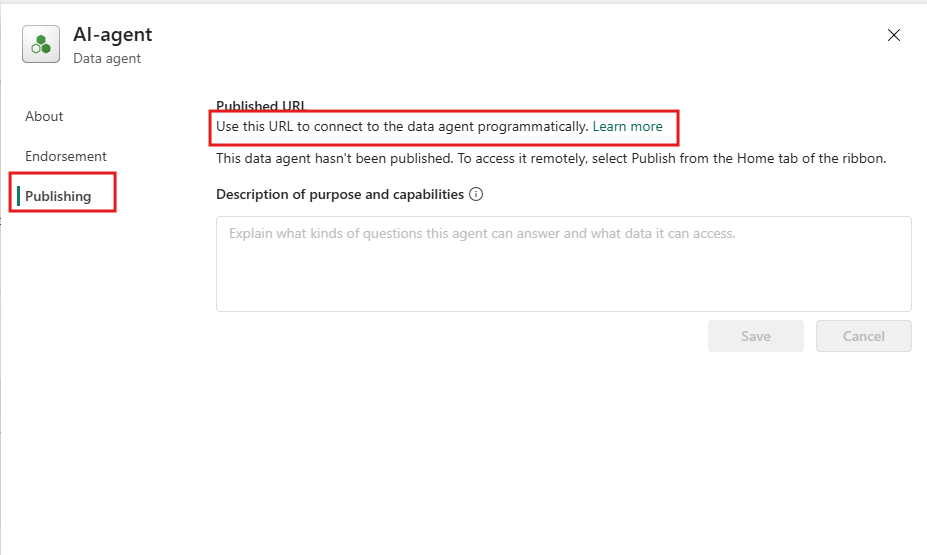 AI-agent
Data agent
About
Endorsement
Publishing
Published URL
Use this URL to connect to the data agent programmatically. Learn more
This data agent hasn't been published. To access it remotely, select Publish from the Home tab of the ribbon.
Description of purpose and capabilities
Explain what kinds of questions this agent can answer and what data it can access.
Save Cancel